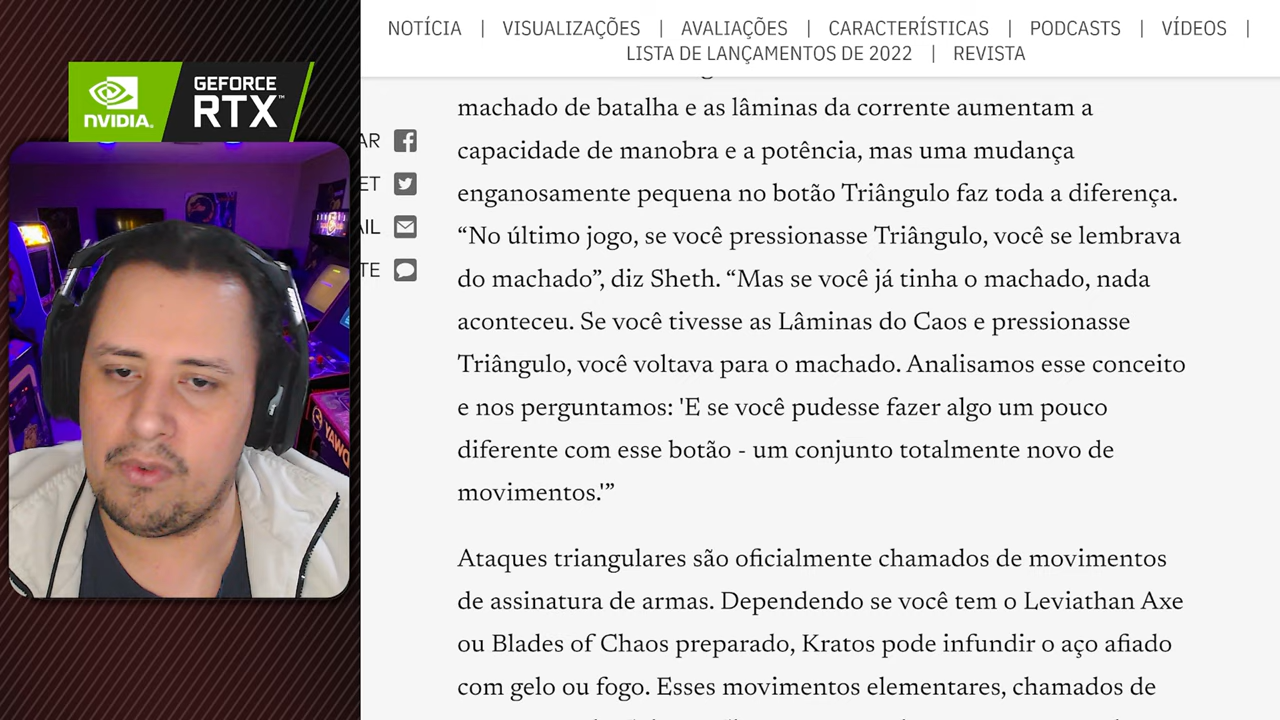 NOTÍCIA | VISUALIZAÇÕES | AVALIAÇÕES | CARACTERÍSTICAS | PODCASTS | VÍDEOS |
LISTA DE LANÇAMENTOS DE 2022 | REVISTA
NVIDIA.
GEFORCE
RTX™
AR
ET
AIL
TE
machado de batalha e as lâminas da corrente aumentam a
capacidade de manobra e a potência, mas uma mudança
enganosamente pequena no botão Triângulo faz toda a diferença.
“No último jogo, se você pressionasse Triângulo, você se lembrava
do machado”, diz Sheth. “Mas se você já tinha o machado, nada
aconteceu. Se você tivesse as Lâminas do Caos e pressionasse
Triângulo, você voltava para o machado. Analisamos esse conceito
e nos perguntamos: 'E se você pudesse fazer algo um pouco
diferente com esse botão - um conjunto totalmente novo de
movimentos.'”
Ataques triangulares são oficialmente chamados de movimentos
de assinatura de armas. Dependendo se você tem o Leviathan Axe
ou Blades of Chaos preparado, Kratos pode infundir o aço afiado
com gelo ou fogo. Esses movimentos elementares, chamados de